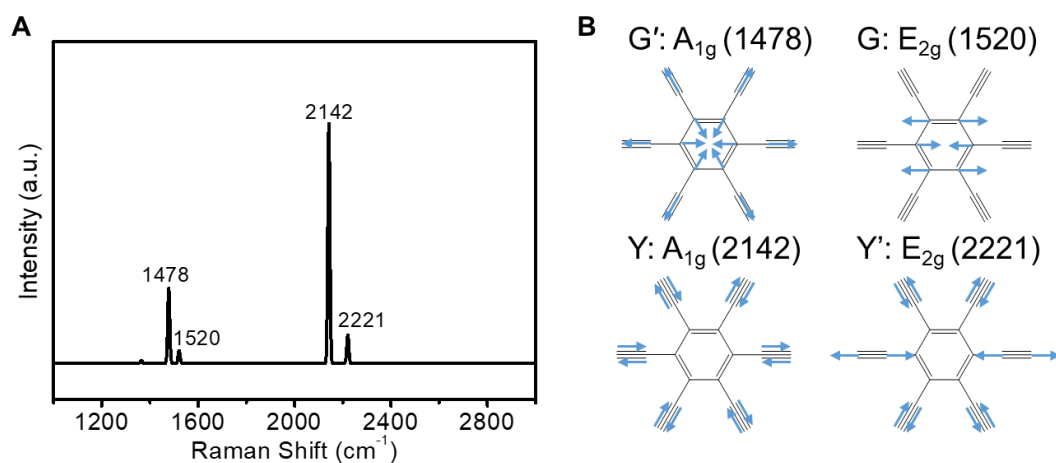 A
Intensity (a.u.)
2142
1478
1520
2221
1200 1600 2000 2400 2800
Raman Shift (cm⁻¹)
B
G′: A₁g (1478)
G: E₂g (1520)
Y: A₁g (2142)
Y': E₂g (2221)